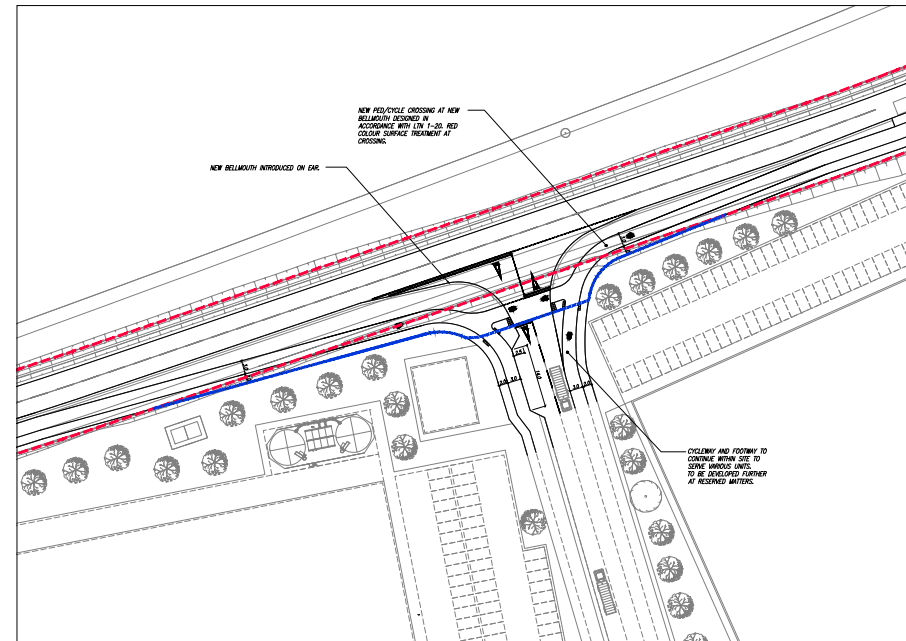 NEW PED/CYCLE CROSSING AT NEW
BELLMOUTH DESIGNED IN
ACCORDANCE WITH LTN 1-20. RED
COLOUR SURFACE TREATMENT AT
CROSSING.
NEW BELLMOUTH INTRODUCED ON EAR.
CYCLEWAY AND FOOTWAY TO
CONTINUE WITHIN SITE TO
SERVE VARIOUS UNITS.
TO BE DEVELOPED FURTHER
AT RESERVED MATTERS.